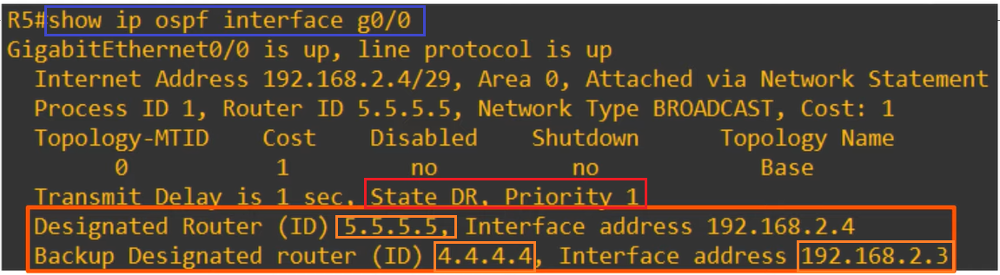 R5#show ip ospf interface g0/0
GigabitEthernet0/0 is up, line protocol is up
Internet Address 192.168.2.4/29, Area 0, Attached via Network Statement
Process ID 1, Router ID 5.5.5.5, Network Type BROADCAST, Cost: 1
Topology-MTID Cost Disabled Shutdown Topology Name
0 1 no no Base
Transmit Delay is 1 sec, State DR, Priority 1
Designated Router (ID) 5.5.5.5, Interface address 192.168.2.4
Backup Designated router (ID) 4.4.4.4, Interface address 192.168.2.3